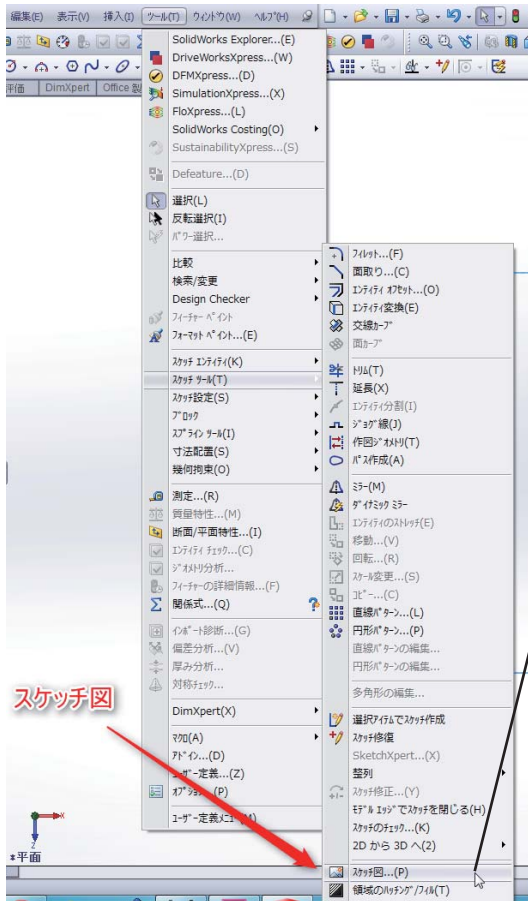 編集(E) 表示(V) 挿入(I) ツール(T) ウィンドウ(W) ヘルプ(H)
評価 DimXpert Office 製
SolidWorks Explorer...(E)
DriveWorksXpress...(W)
DFMXpress...(D)
SimulationXpress...(X)
FloXpress...(L)
SolidWorks Costing(O)
SustainabilityXpress...(S)
Defeature...(D)
選択(L)
反転選択(I)
パワー選択...
比較
検索/変更
Design Checker
フィーチャー ペイント
フォーマット ペイント...(E)
スケッチ エンティティ(K)
スケッチ ツール(T)
スケッチ設定(S)
ブロック
スプライン ツール(I)
寸法配置(S)
幾何拘束(O)
測定...(R)
質量特性...(M)
断面/平面特性...(I)
エンティティ チェック...(C)
ジオメトリ分析...
フィーチャーの詳細情報...(F)
関係式...(Q)
インポート診断...(G)
偏差分析...(V)
厚み分析...
対称チェック...
DimXpert(X)
マクロ(A)
アドイン...(D)
ユーザー定義...(Z)
オプション...(P)
ユーザー定義メニュー(M)
フィレット...(F)
面取り...(C)
エンティティ オフセット...(O)
エンティティ変換(E)
交線カーブ
面カーブ
トリム(T)
延長(X)
エンティティ分割(I)
ジョグ線(J)
作図ジオメトリ(T)
パス作成(A)
ミラー(M)
ダイナミック ミラー
エンティティのストレッチ(E)
移動...(V)
回転...(R)
スケール変更...(S)
コピー...(C)
直線パターン...(L)
円形パターン...(P)
直線パターンの編集...
円形パターンの編集...
多角形の編集...
選択アイテムでスケッチ作成
スケッチ修復
SketchXpert...(X)
整列
スケッチ修正...(Y)
モデル エッジでスケッチを閉じる(H)
スケッチのチェック...(K)
2D から 3D へ(2)
スケッチ図...(P)
領域のハッチング/フィル(T)
スケッチ図
X
Z
*平面